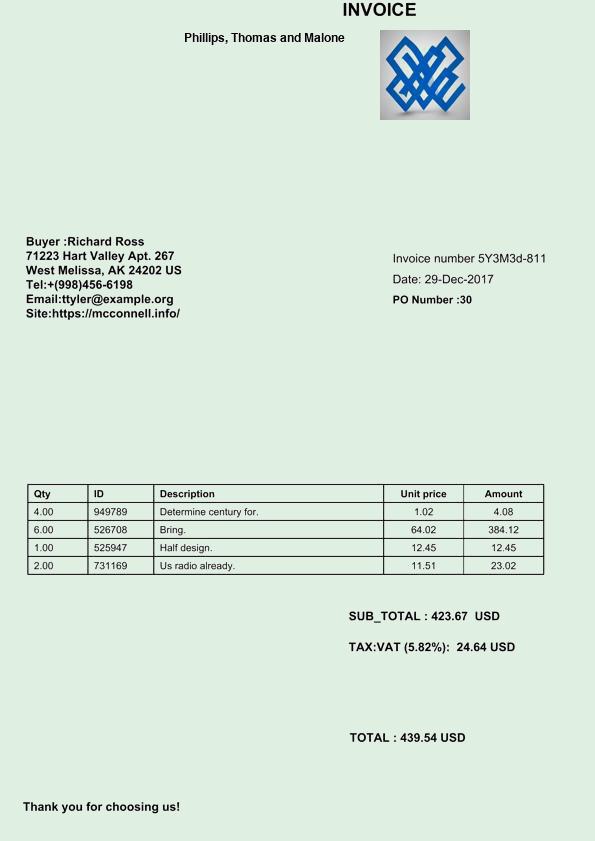 INVOICE
Phillips, Thomas and Malone
Buyer :Richard Ross
71223 Hart Valley Apt. 267
West Melissa, AK 24202 US
Tel:+(998)456-6198
Email:ttyler@example.org
Site:https://mcconnell.info/
Invoice number 5Y3M3d-811
Date: 29-Dec-2017
PO Number :30
Qty ID Description Unit price Amount
4.00 949789 Determine century for. 1.02 4.08
6.00 526708 Bring. 64.02 384.12
1.00 525947 Half design. 12.45 12.45
2.00 731169 Us radio already. 11.51 23.02
SUB_TOTAL : 423.67 USD
TAX:VAT (5.82%): 24.64 USD
TOTAL : 439.54 USD
Thank you for choosing us!